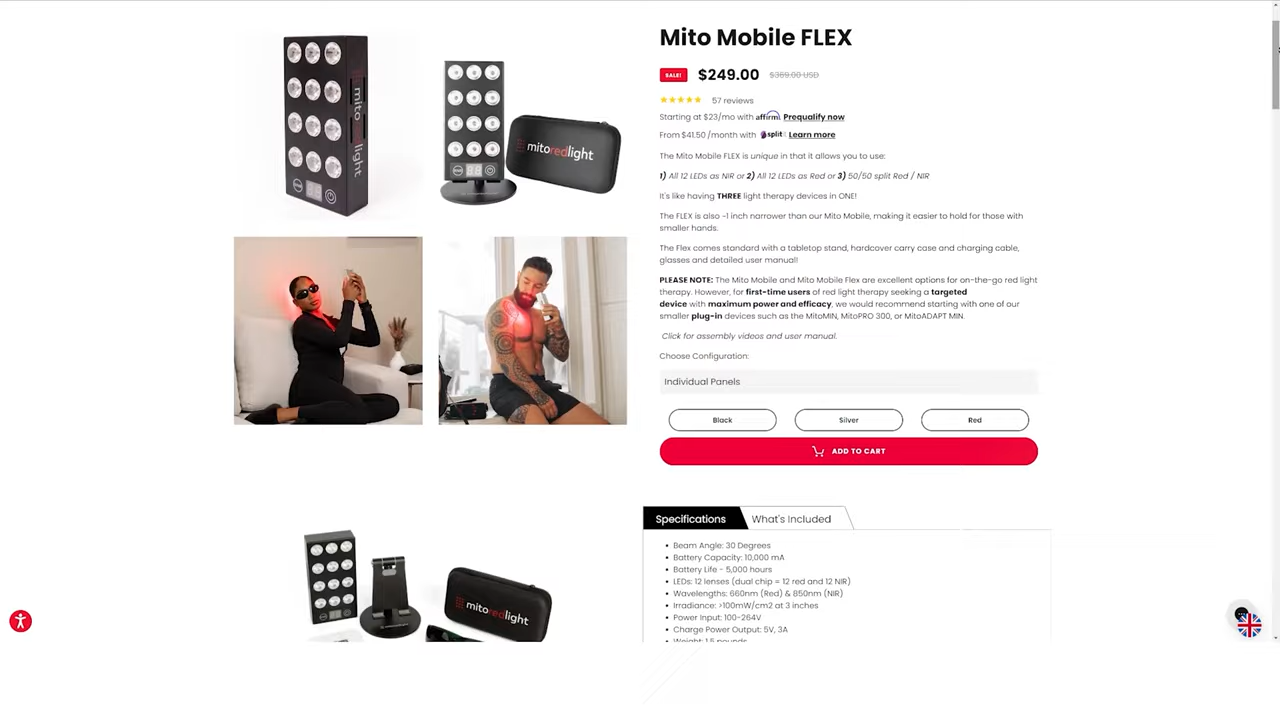 Mito Mobile FLEX
SALE! $249.00 $369.00 USD
57 reviews
Starting at $23/mo with affirm. Prequalify now
From $41.50 /month with split Learn more
The Mito Mobile FLEX is unique in that it allows you to use:
1) All 12 LEDs as NIR or 2) All 12 LEDs as Red or 3) 50/50 split Red / NIR
It's like having THREE light therapy devices in ONE!
The FLEX is also ~1 inch narrower than our Mito Mobile, making it easier to hold for those with
smaller hands.
The Flex comes standard with a tabletop stand, hardcover carry case and charging cable,
glasses and detailed user manual!
PLEASE NOTE: The Mito Mobile and Mito Mobile Flex are excellent options for on-the-go red light
therapy. However, for first-time users of red light therapy seeking a targeted
device with maximum power and efficacy, we would recommend starting with one of our
smaller plug-in devices such as the MitoMIN, MitoPRO 300, or MitoADAPT MIN.
Click for assembly videos and user manual.
Choose Configuration:
Individual Panels
Black Silver Red
ADD TO CART
Specifications What's Included
• Beam Angle: 30 Degrees
• Battery Capacity: 10,000 mA
• Battery Life - 5,000 hours
• LEDs: 12 lenses (dual chip = 12 red and 12 NIR)
• Wavelengths: 660nm (Red) & 850nm (NIR)
• Irradiance: >100mW/cm2 at 3 inches
• Power Input: 100-264V
• Charge Power Output: 5V, 3A
• Weight: 1.5 pounds
mito red light
mitoredlight
mitoredlight